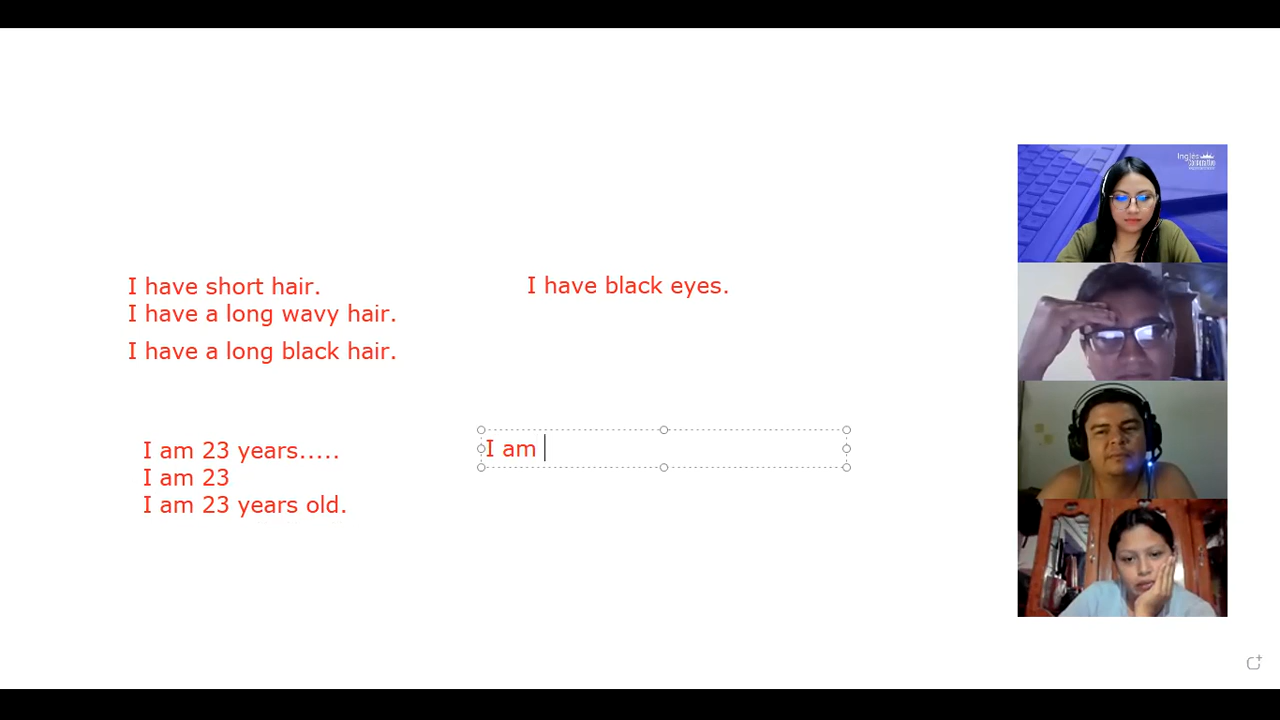 I have short hair.
I have a long wavy hair.
I have a long black hair.
I have black eyes.
I am 23 years.....
I am 23
I am 23 years old.
I am
Inglés